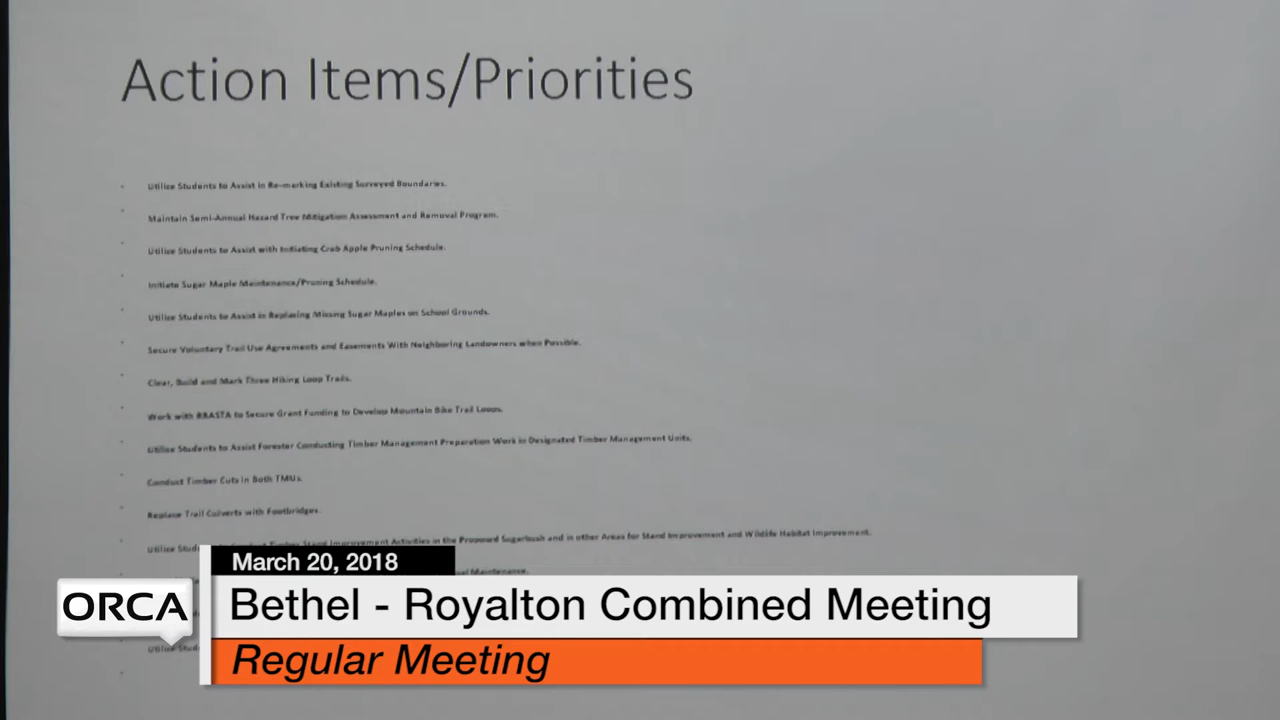 Action Items/Priorities
Utilize Students to Assist in Re-marking Existing Surveyed Boundaries.
Maintain Semi-Annual Hazard Tree Mitigation Assessment and Removal Program.
Utilize Students to Assist with Initiating Crab Apple Pruning Schedule.
Initiate Sugar Maple Maintenance/Pruning Schedule.
Utilize Students to Assist in Replacing Missing Sugar Maples on School Grounds.
Secure Voluntary Trail Use Agreements and Easements With Neighboring Landowners when Possible.
Clear, Build and Mark Three Hiking Loop Trails.
Work with RRASTA to Secure Grant Funding to Develop Mountain Bike Trail Loops.
Utilize Students to Assist Forester Conducting Timber Management Preparation Work in Designated Timber Management Units.
Conduct Timber Cuts in Both TMUs.
Replace Trail Culverts with Footbridges.
Utilize Stand Improvement Activities in the Proposed Sugarbush and in other Areas for Stand Improvement and Wildlife Habitat Improvement.
Maintenance.
March 20, 2018
ORCA
Bethel - Royalton Combined Meeting
Utilize
Regular Meeting